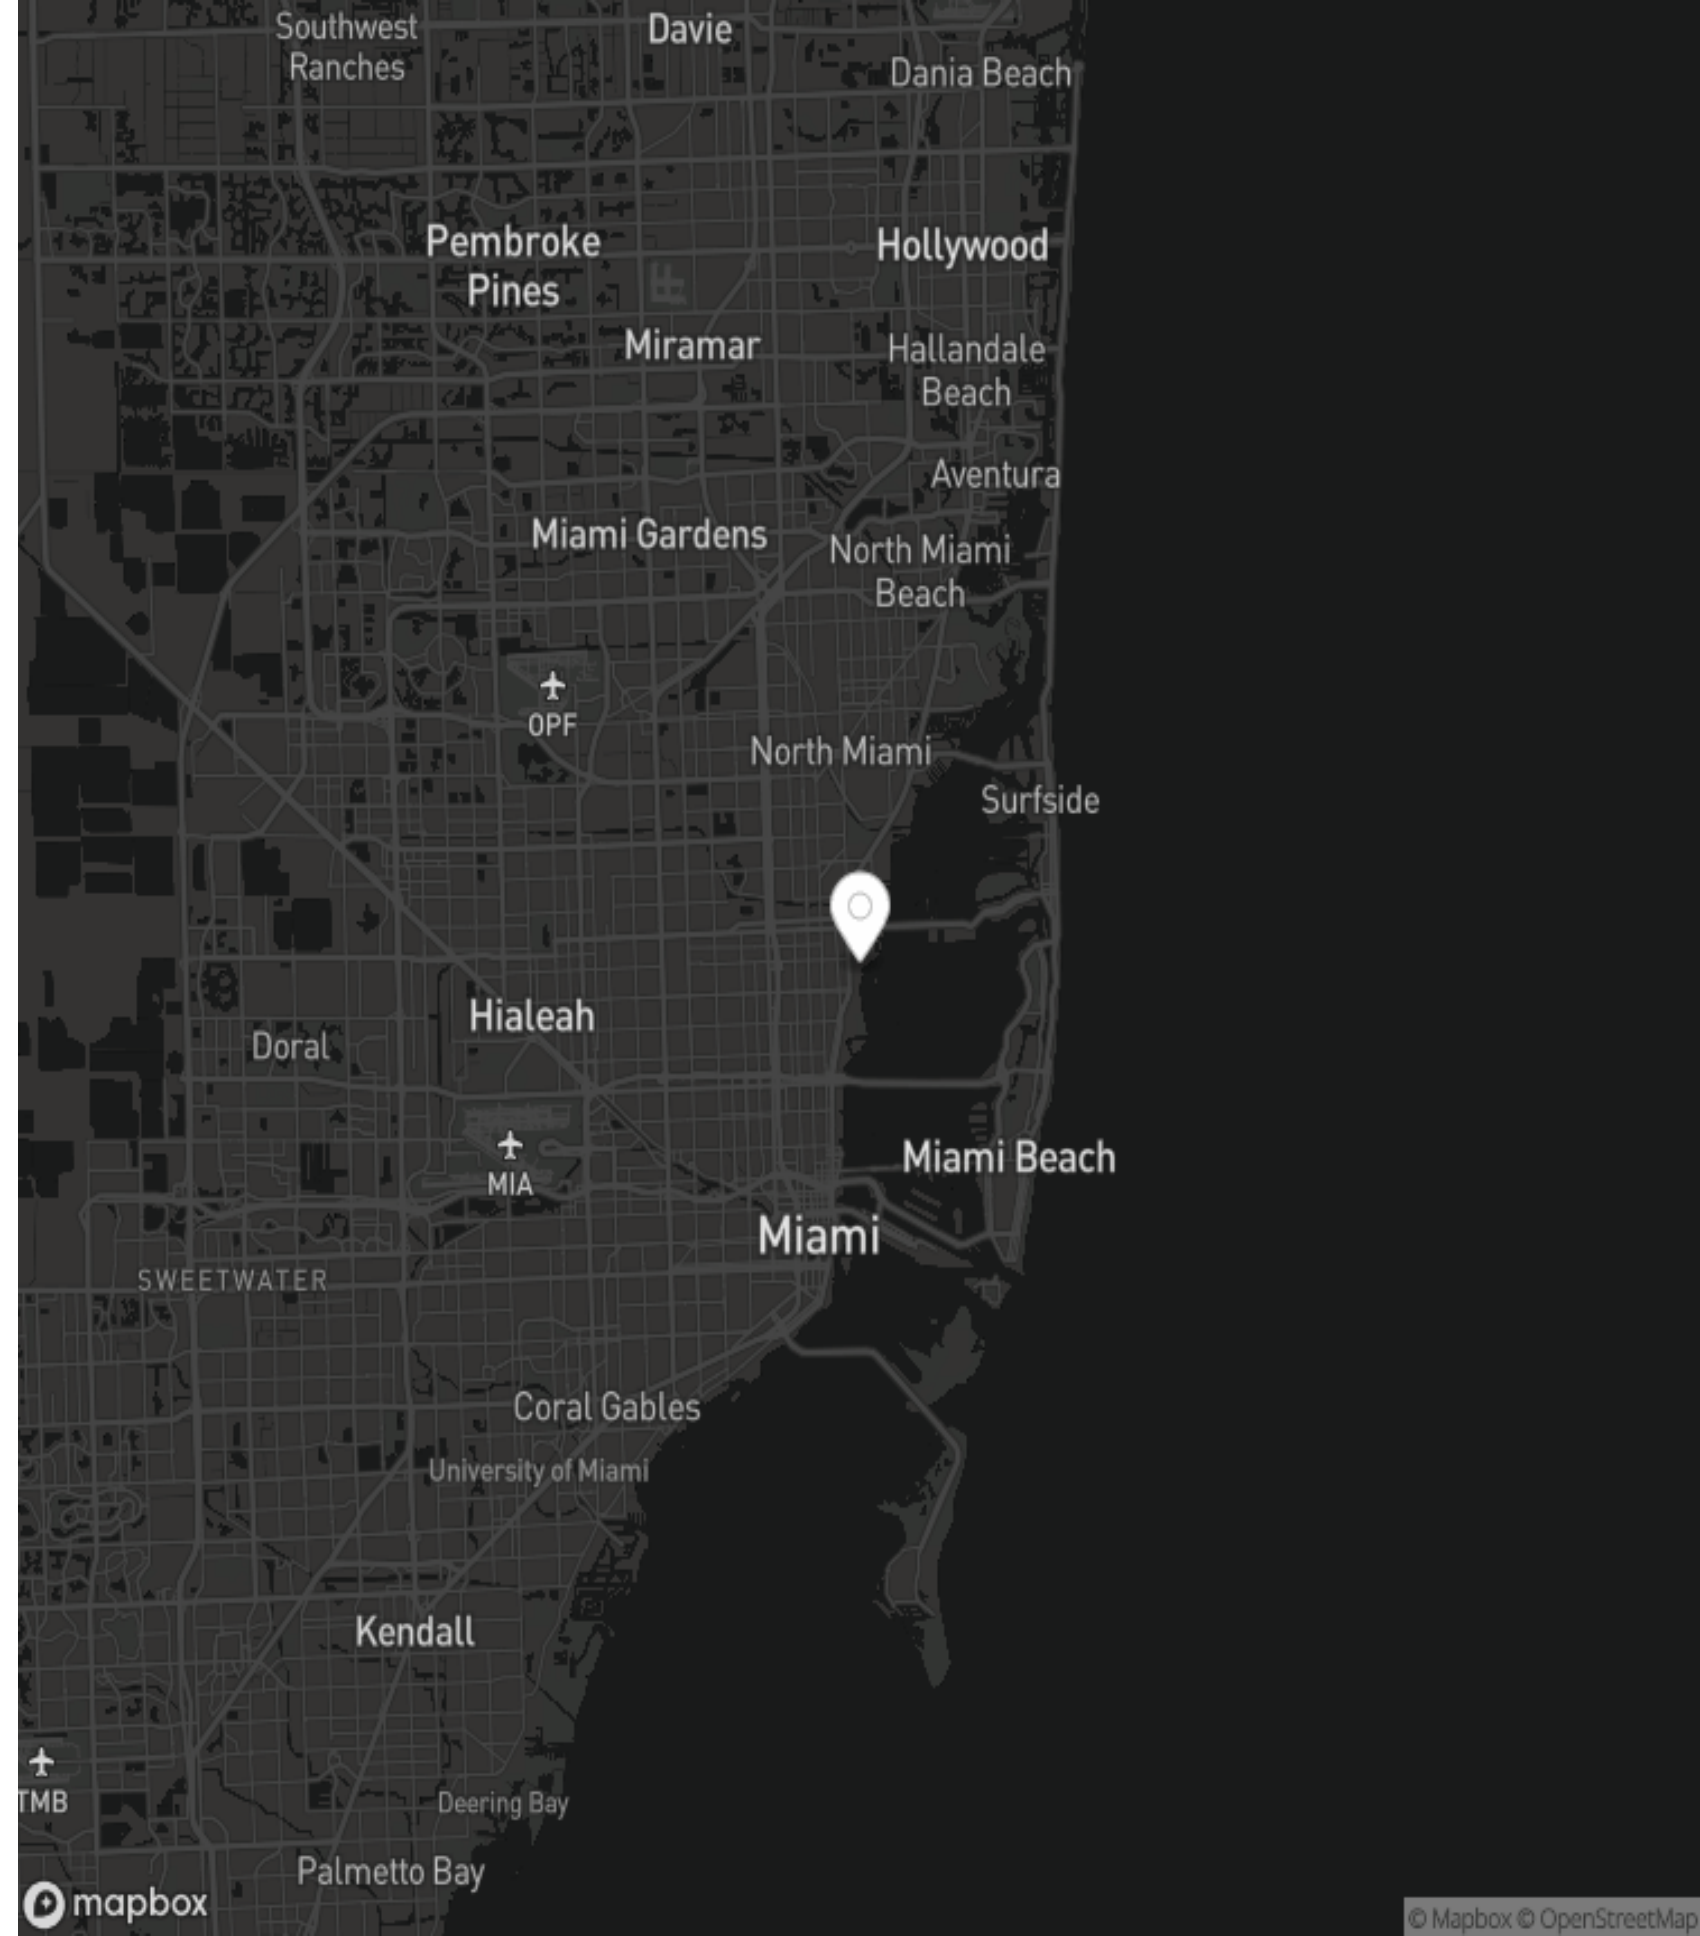 Southwest
Ranches
Davie
Dania Beach
Pembroke
Pines
Hollywood
Miramar
Hallandale
Beach
Aventura
Miami Gardens
North Miami
Beach
OPF
North Miami
Surfside
Hialeah
Doral
MIA
Miami Beach
Miami
SWEETWATER
Coral Gables
University of Miami
Kendall
TMB
Deering Bay
Palmetto Bay
mapbox
© Mapbox © OpenStreetMap